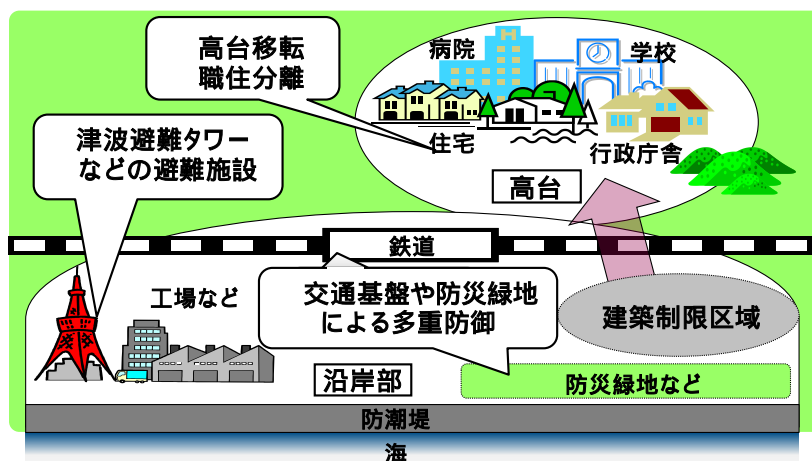 高台移転
職住分離
病院
学校
住宅
行政庁舎
高台
津波避難タワー
などの避難施設
鉄道
工場など
交通基盤や防災緑地
による多重防御
建築制限区域
沿岸部
防災緑地など
防潮堤
海